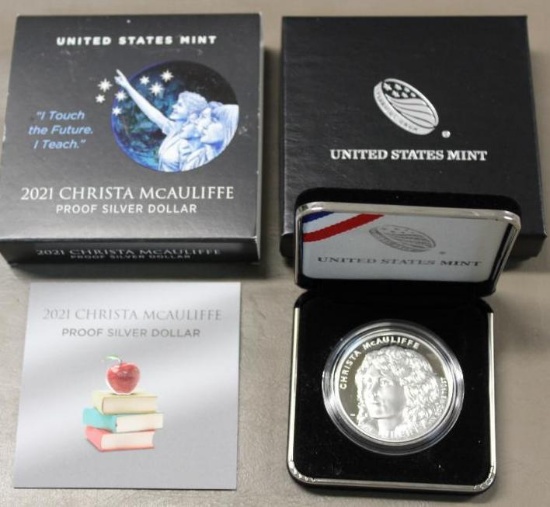 UNITED STATES MINT
"I Touch
the Future.
I Teach."
2021 CHRISTA McAULIFFE
PROOF SILVER DOLLAR
2021 CHRISTA McAULIFFE
PROOF SILVER DOLLAR
UNITED STATES MINT
UNITED STATES MINT
2021 CHRISTA McAULIFFE
PROOF SILVER DOLLAR
CHRISTA McAULIFFE